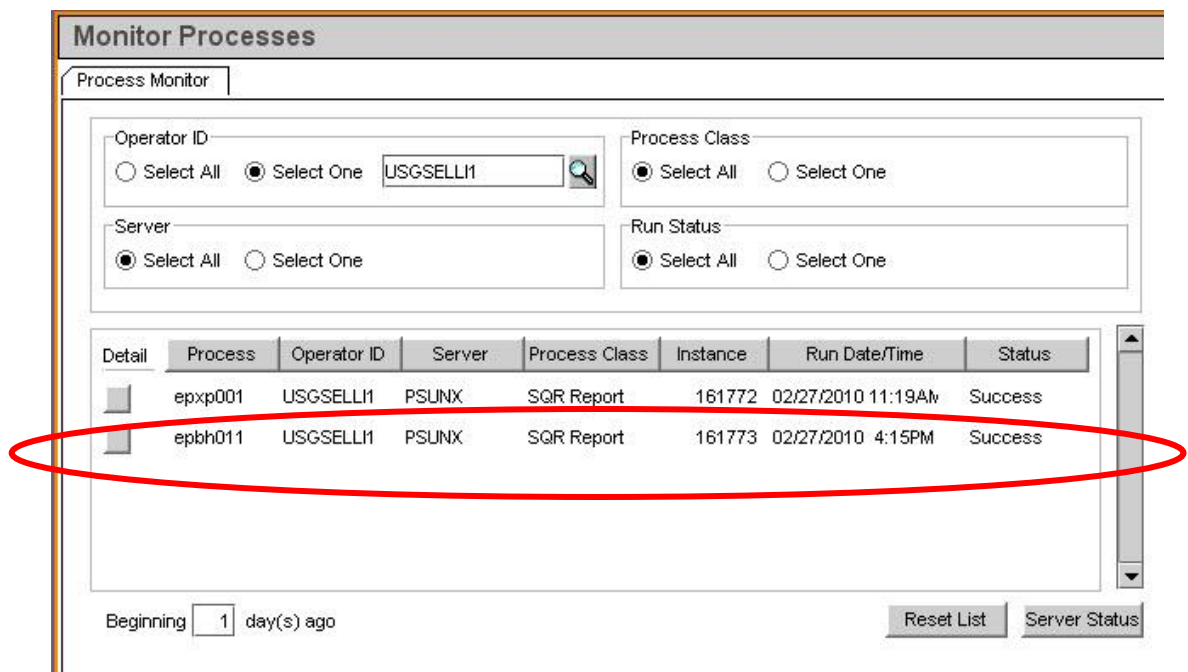 Monitor Processes
Process Monitor
Operator ID
Select All Select One USGSELLI1
Process Class
Select All Select One
Server
Select All Select One
Run Status
Select All Select One
Detail Process Operator ID Server Process Class Instance Run Date/Time Status
epxp001 USGSELLI1 PSUNX SQR Report 161772 02/27/2010 11:19AM Success
epbh011 USGSELLI1 PSUNX SQR Report 161773 02/27/2010 4:15PM Success
Beginning 1 day(s) ago Reset List Server Status